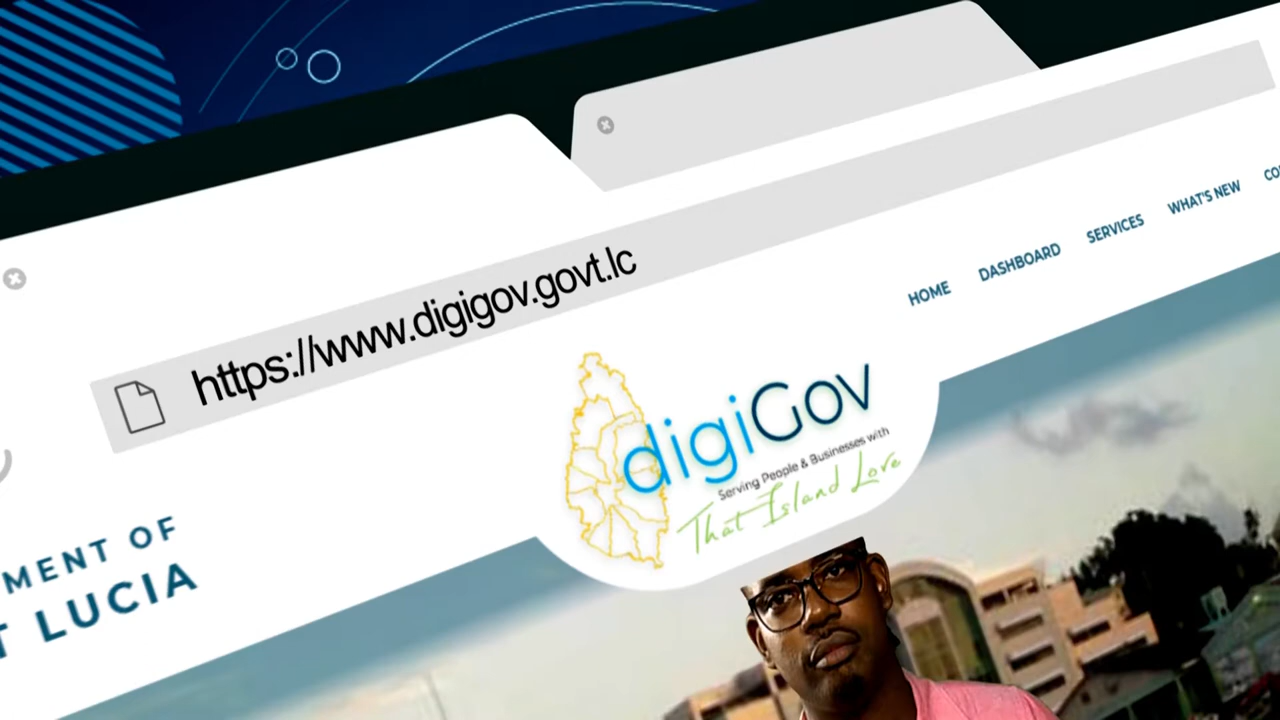 https://www.digigov.govt.lc
HOME DASHBOARD SERVICES WHAT'S NEW
digiGov
Serving People & Businesses with
That Island Love
MENT OF
T LUCIA